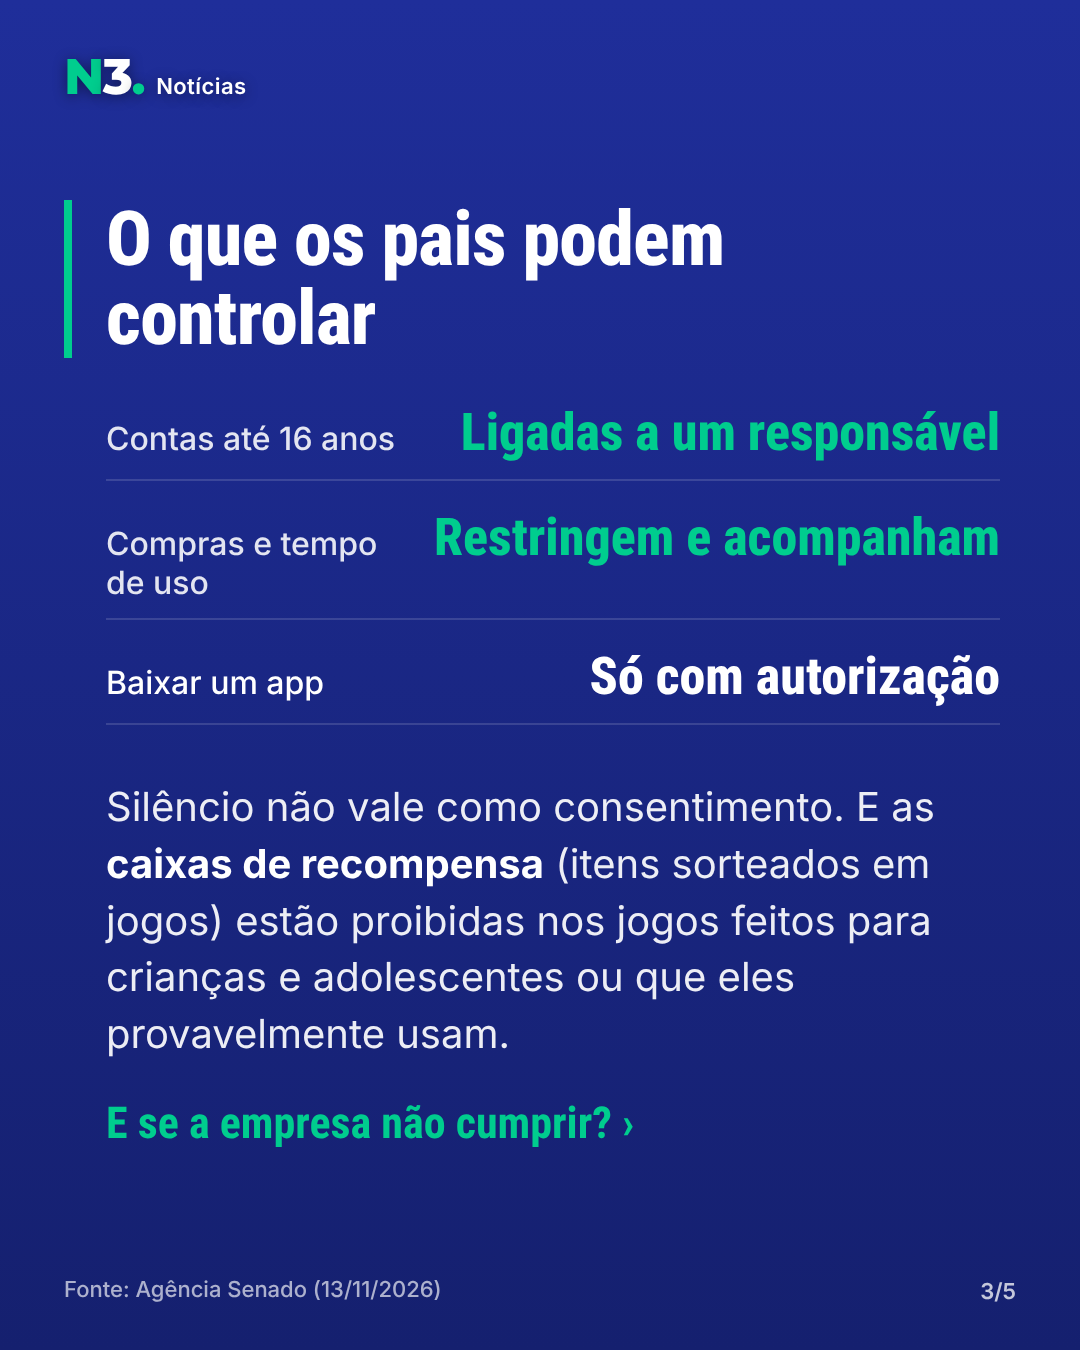 N3. Notícias
O que os pais podem
controlar
Contas até 16 anos Ligadas a um responsável
Compras e tempo Restringem e acompanham
de uso
Baixar um app Só com autorização
Silêncio não vale como consentimento. E as
caixas de recompensa (itens sorteados em
jogos) estão proibidas nos jogos feitos para
crianças e adolescentes ou que eles
provavelmente usam.
E se a empresa não cumprir? ›
Fonte: Agência Senado (13/11/2026) 3/5